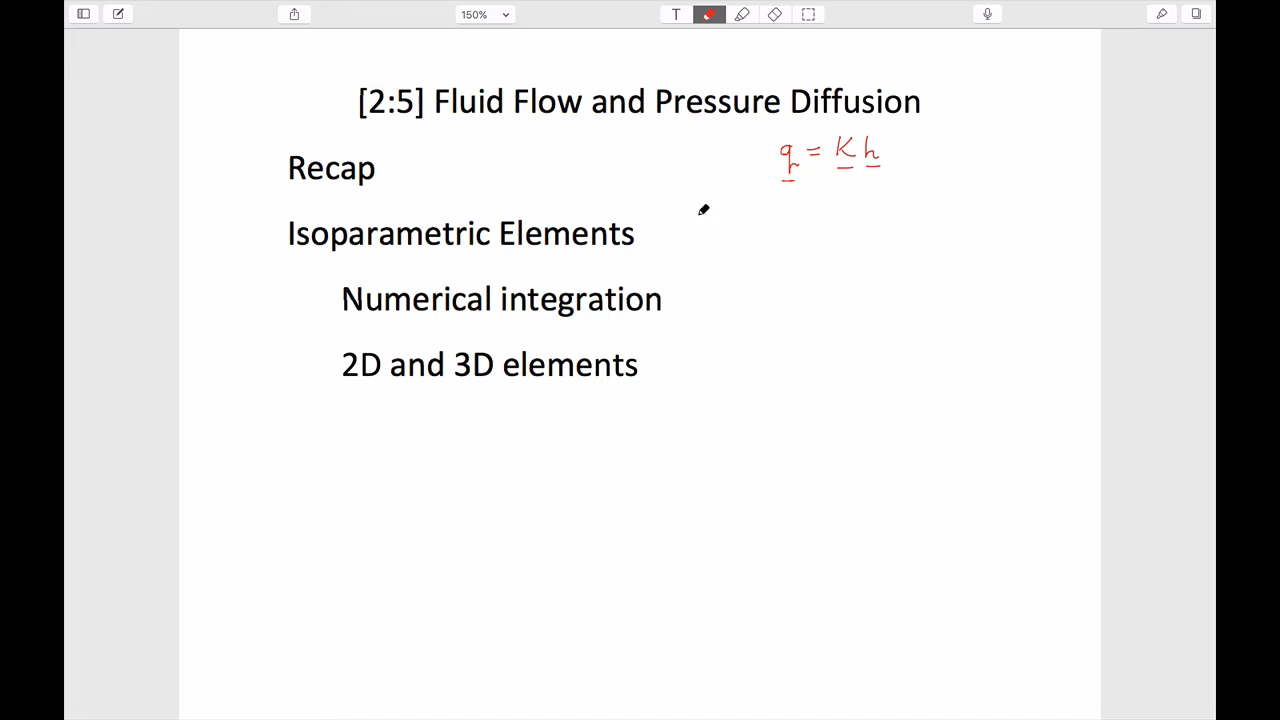 150%
T
[2:5] Fluid Flow and Pressure Diffusion
q = K h
Recap
Isoparametric Elements
Numerical integration
2D and 3D elements